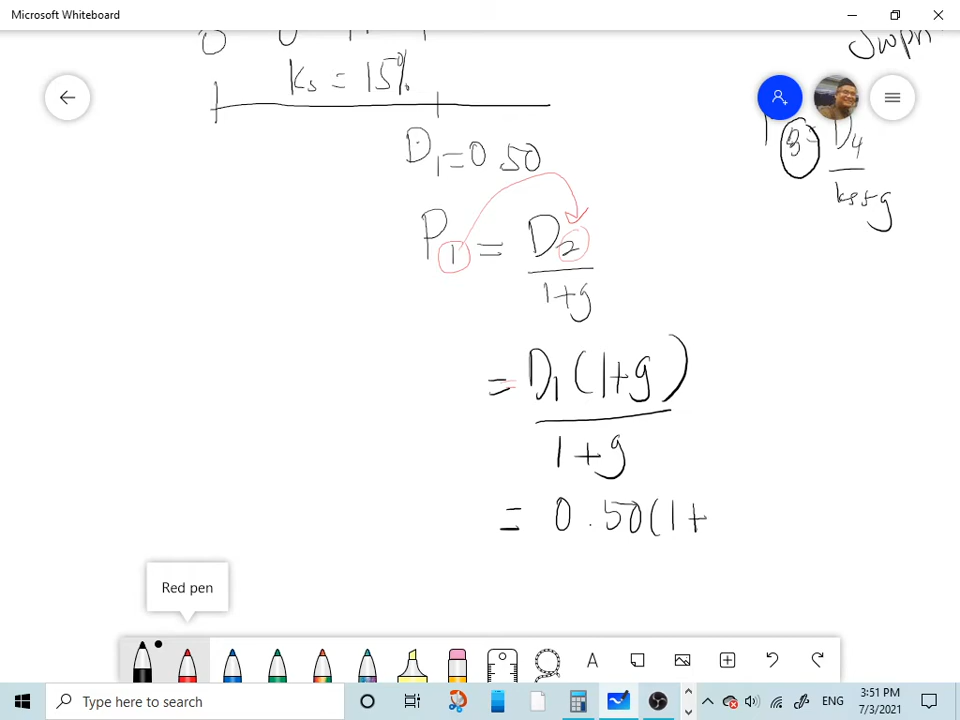 Microsoft Whiteboard
ks = 15%
D1 = 0.50
P1 = D2
1+g
= D1 (1+g)
1+g
= 0.50(1+
3 = D4
ks - g
Red pen
A
Type here to search
ENG
3:51 PM
7/3/2021